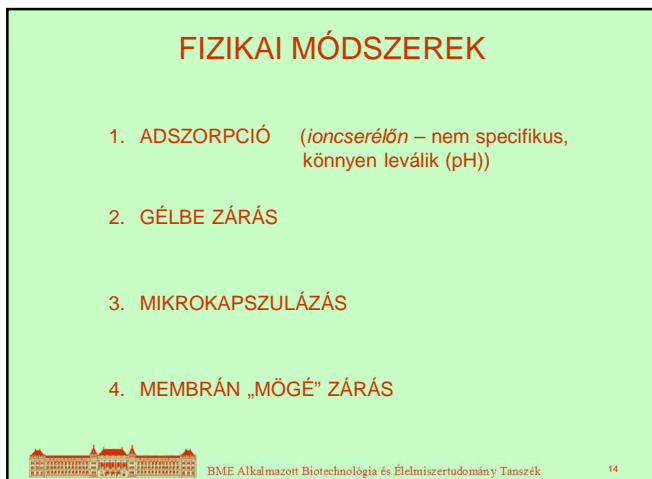 FIZIKAI MÓDSZEREK
1. ADSZORPCIÓ (ioncserélőn – nem specifikus,
könnyen leválik (pH))
2. GÉLBE ZÁRÁS
3. MIKROKAPSZULÁZÁS
4. MEMBRÁN „MÖGÉ” ZÁRÁS
BME Alkalmazott Biotechnológia és Élelmiszertudomány Tanszék 14